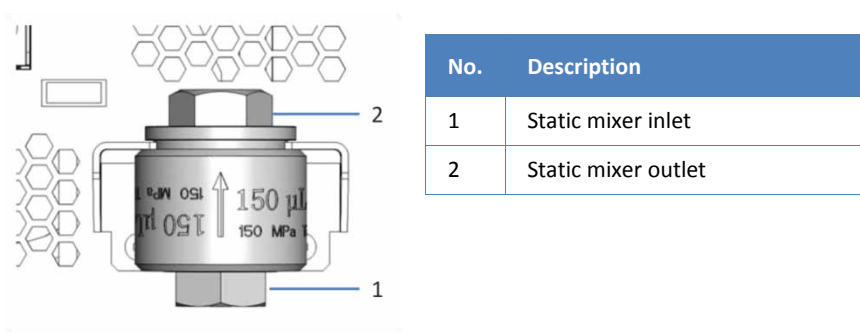 2
150 MPa
150 µL
150 µL
150 MPa
1
No. Description
1 Static mixer inlet
2 Static mixer outlet